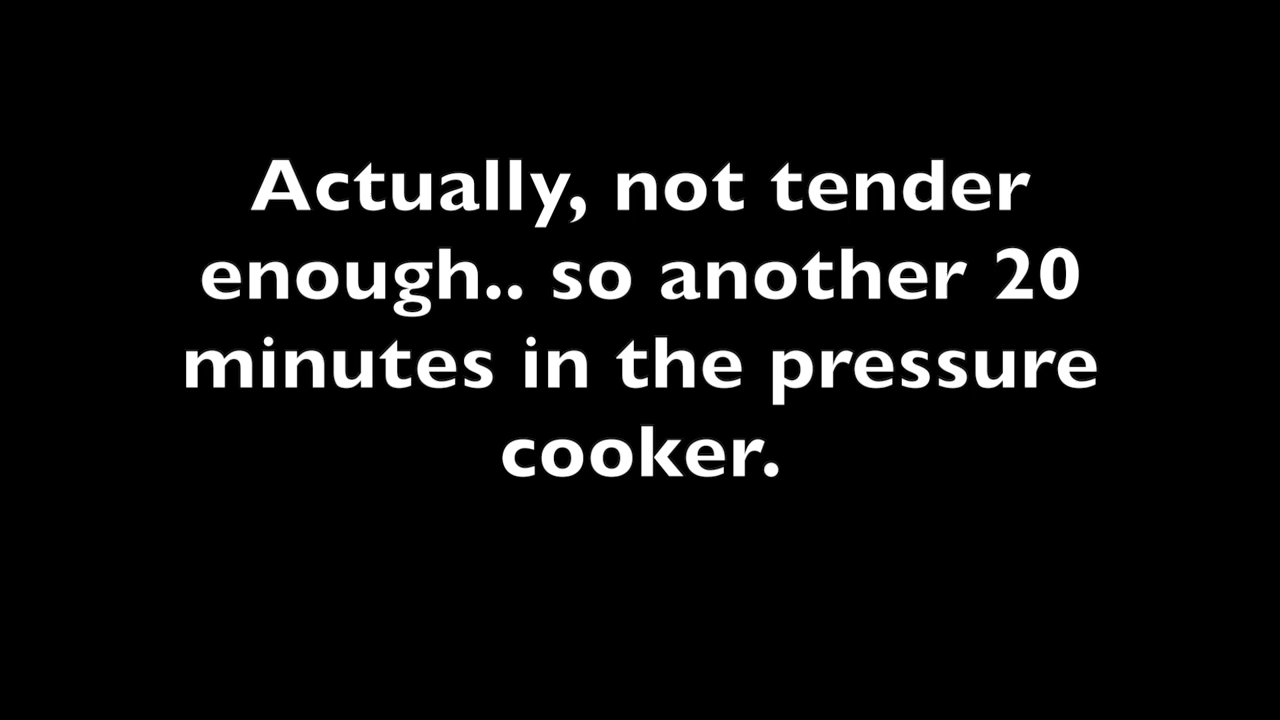 Actually, not tender
enough.. so another 20
minutes in the pressure
cooker.